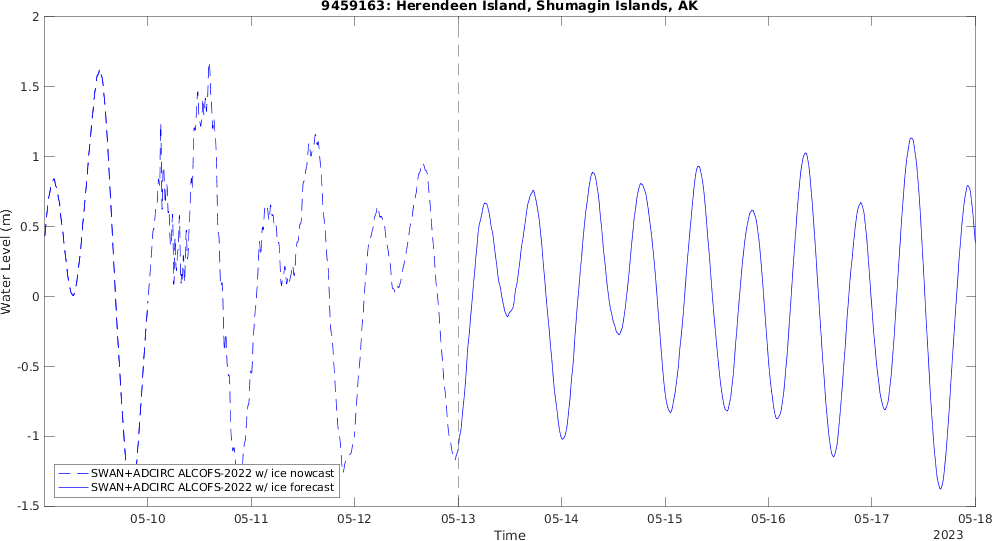 9459163: Herendeen Island, Shumagin Islands, AK
Water Level (m)
2
1.5
1
0.5
0
-0.5
-1
-1.5
SWAN+ADCIRC ALCOFS-2022 w/ ice nowcast
SWAN+ADCIRC ALCOFS-2022 w/ ice forecast
05-10 05-11 05-12 05-13 05-14 05-15 05-16 05-17 05-18
Time
2023